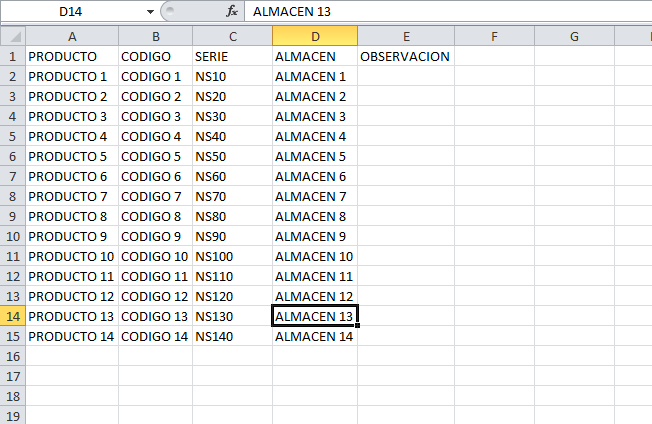 D14 fx ALMACEN 13
A B C D E F G
1 PRODUCTO CODIGO SERIE ALMACEN OBSERVACION
2 PRODUCTO 1 CODIGO 1 NS10 ALMACEN 1
3 PRODUCTO 2 CODIGO 2 NS20 ALMACEN 2
4 PRODUCTO 3 CODIGO 3 NS30 ALMACEN 3
5 PRODUCTO 4 CODIGO 4 NS40 ALMACEN 4
6 PRODUCTO 5 CODIGO 5 NS50 ALMACEN 5
7 PRODUCTO 6 CODIGO 6 NS60 ALMACEN 6
8 PRODUCTO 7 CODIGO 7 NS70 ALMACEN 7
9 PRODUCTO 8 CODIGO 8 NS80 ALMACEN 8
10 PRODUCTO 9 CODIGO 9 NS90 ALMACEN 9
11 PRODUCTO 10 CODIGO 10 NS100 ALMACEN 10
12 PRODUCTO 11 CODIGO 11 NS110 ALMACEN 11
13 PRODUCTO 12 CODIGO 12 NS120 ALMACEN 12
14 PRODUCTO 13 CODIGO 13 NS130 ALMACEN 13
15 PRODUCTO 14 CODIGO 14 NS140 ALMACEN 14
16
17
18
19